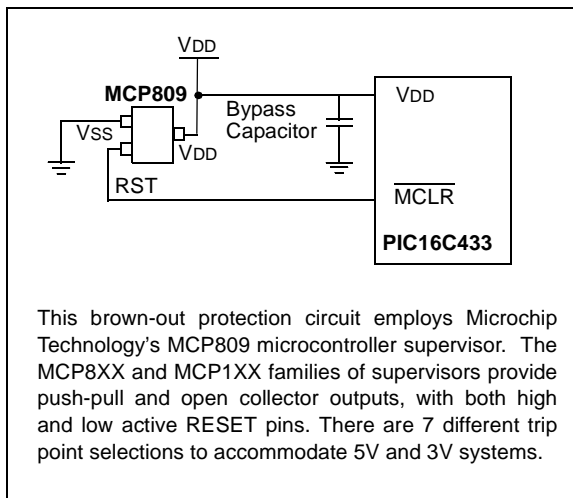 VDD
MCP809
VDD
Bypass
Capacitor
VSS
VDD
RST
MCLR
PIC16C433
This brown-out protection circuit employs Microchip
Technology's MCP809 microcontroller supervisor. The
MCP8XX and MCP1XX families of supervisors provide
push-pull and open collector outputs, with both high
and low active RESET pins. There are 7 different trip
point selections to accommodate 5V and 3V systems.